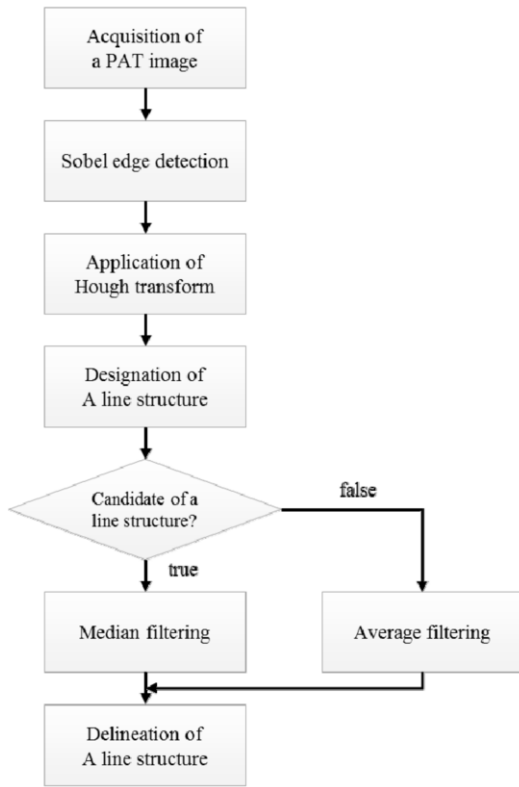 Acquisition of
a PAT image
Sobel edge detection
Application of
Hough transform
Designation of
A line structure
Candidate of a
line structure?
false
true
Median filtering
Average filtering
Delineation of
A line structure